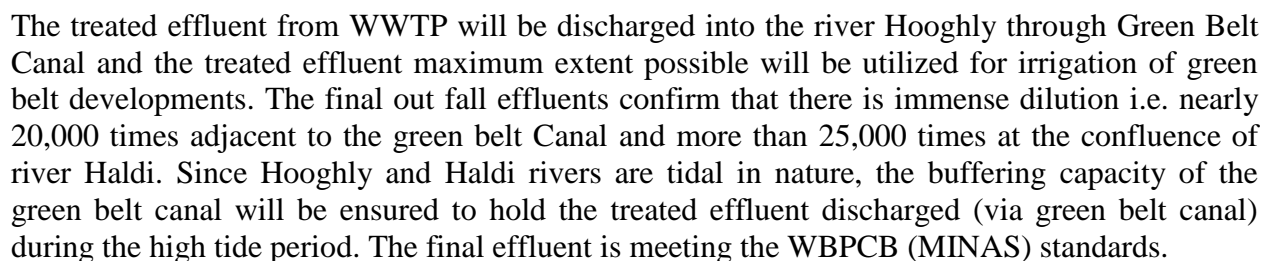 The treated effluent from WWTP will be discharged into the river Hooghly through Green Belt
Canal and the treated effluent maximum extent possible will be utilized for irrigation of green
belt developments. The final out fall effluents confirm that there is immense dilution i.e. nearly
20,000 times adjacent to the green belt Canal and more than 25,000 times at the confluence of
river Haldi. Since Hooghly and Haldi rivers are tidal in nature, the buffering capacity of the
green belt canal will be ensured to hold the treated effluent discharged (via green belt canal)
during the high tide period. The final effluent is meeting the WBPCB (MINAS) standards.